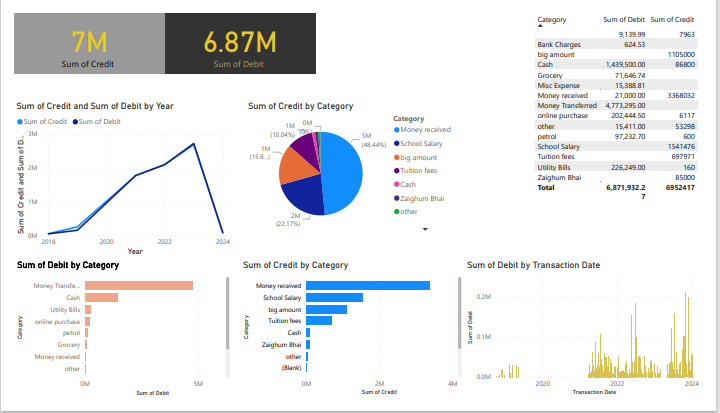 7M
Sum of Credit
6.87M
Sum of Debit
Category Sum of Debit Sum of Credit
9,139.99 7963
Bank Charges 624.53
big amount 1105000
Cash 1,439,500.00 86800
Grocery 71,646.74
Misc Expense 15,388.81
Money received 21,000.00 3368032
Money Transferred 4,773,295.00
online purchase 202,444.50 6117
other 15,411.00 53298
petrol 97,232.70 600
School Salary 1541476
Tuition fees 697971
Utility Bills 226,249.00 160
Zaighum Bhai 85000
Total 6,871,932.2 6952417
7
Sum of Credit and Sum of Debit by Year
Sum of Credit Sum of Debit
Sum of Credit and Sum of D...
3M
2M
1M
0M
2018 2020 2022 2024
Year
Sum of Credit by Category
0M
1M
(10.04%)
1M
(15.8...)
2M
(22.17%)
3M
(48.44%)
Category
Money received
School Salary
big amount
Tuition fees
Cash
Zaighum Bhai
other
Sum of Debit by Category
Category
Money Transfe...
Cash
Utility Bills
online purchase
petrol
Grocery
Money received
other
0M 5M
Sum of Debit
Sum of Credit by Category
Category
Money received
School Salary
big amount
Tuition fees
Cash
Zaighum Bhai
other
(Blank)
0M 2M 4M
Sum of Credit
Sum of Debit by Transaction Date
Sum of Debit
0.2M
0.1M
0.0M
2020 2022 2024
Transaction Date